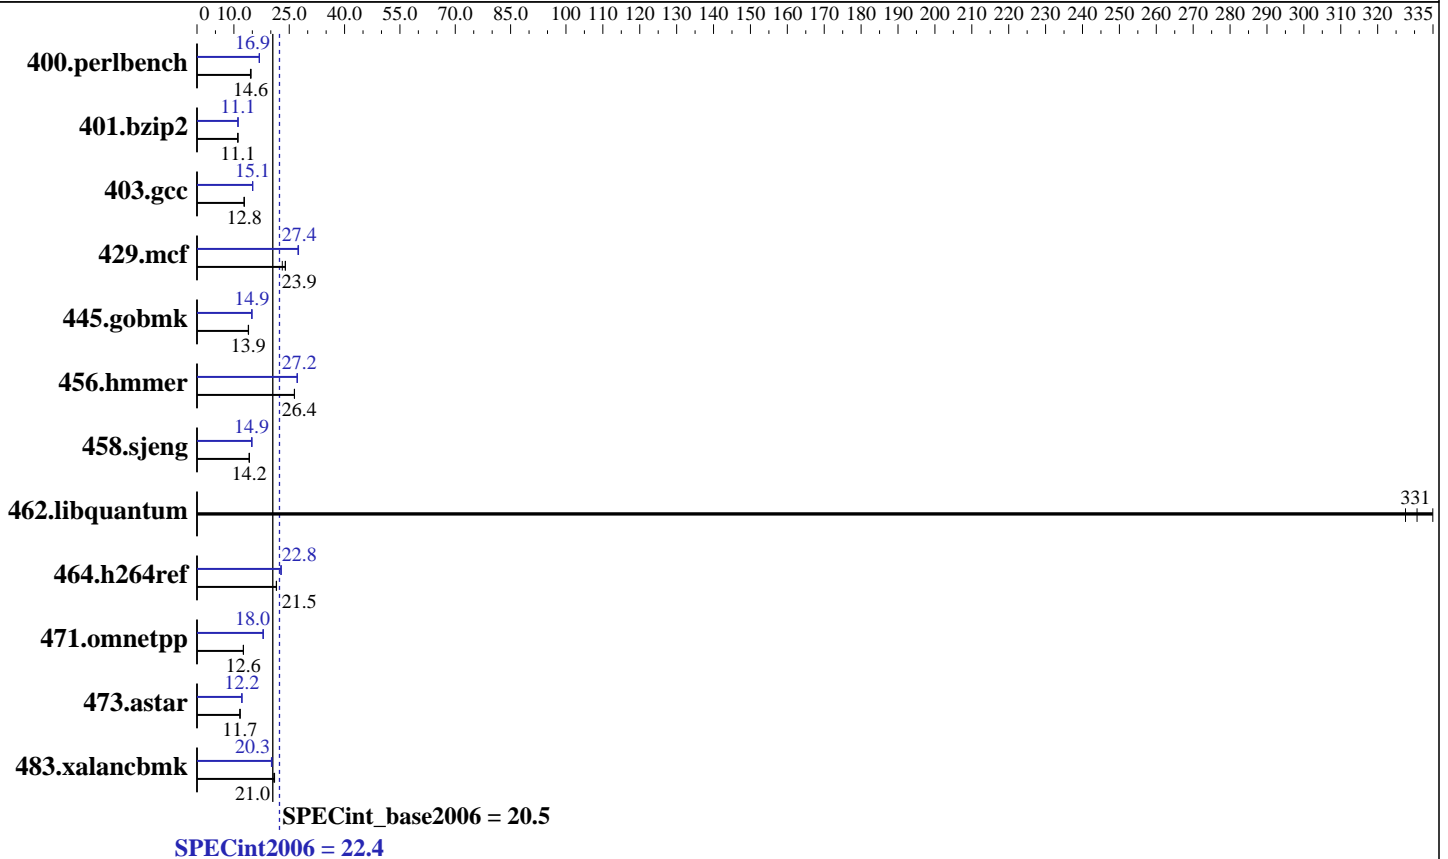 0 10.0 25.0 40.0 55.0 70.0 85.0 100 110 120 130 140 150 160 170 180 190 200 210 220 230 240 250 260 270 280 290 300 310 320 335
16.9
400.perlbench
14.6
11.1
401.bzip2
11.1
15.1
403.gcc
12.8
27.4
429.mcf
23.9
14.9
445.gobmk
13.9
27.2
456.hmmer
26.4
14.9
458.sjeng
14.2
331
462.libquantum
22.8
464.h264ref
21.5
18.0
471.omnetpp
12.6
12.2
473.astar
11.7
20.3
483.xalancbmk
21.0
SPECint_base2006 = 20.5
SPECint2006 = 22.4